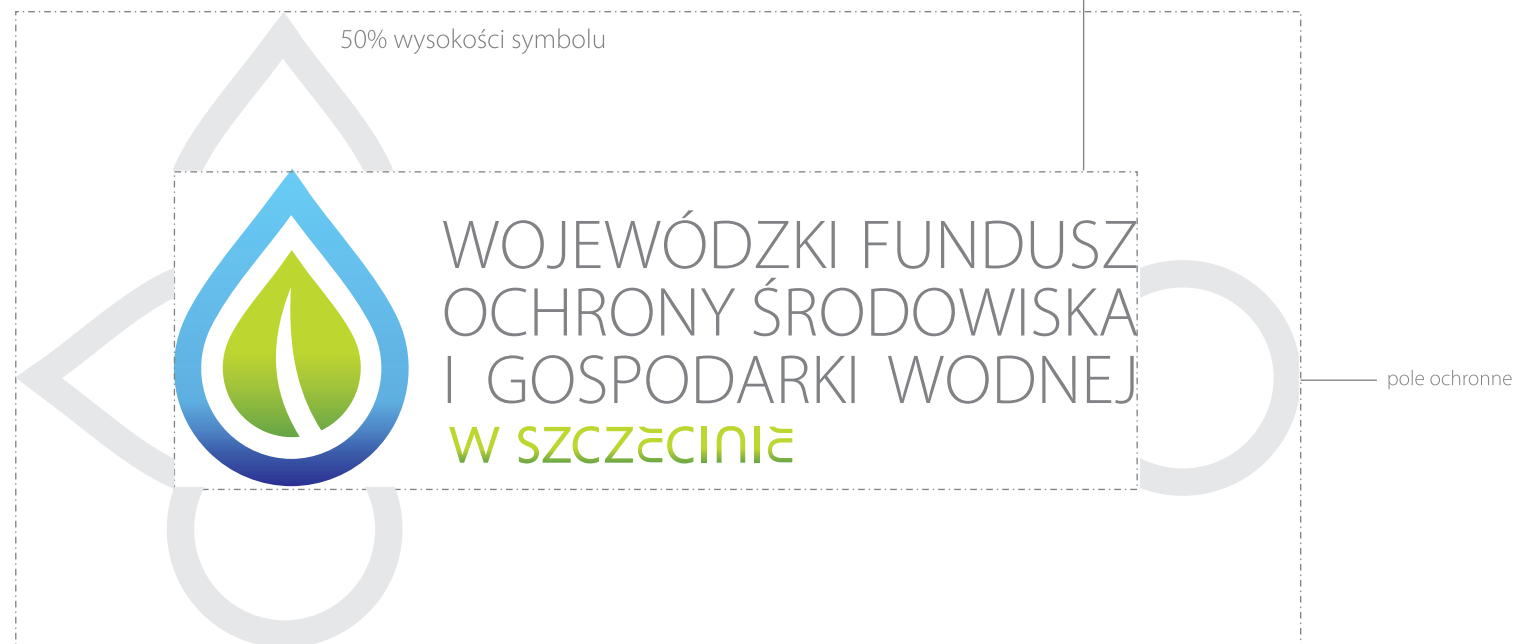 50% wysokości symbolu
WOJEWÓDZKI FUNDUSZ
OCHRONY ŚRODOWISKA
I GOSPODARKI WODNEJ
W SZCZECINIE
pole ochronne